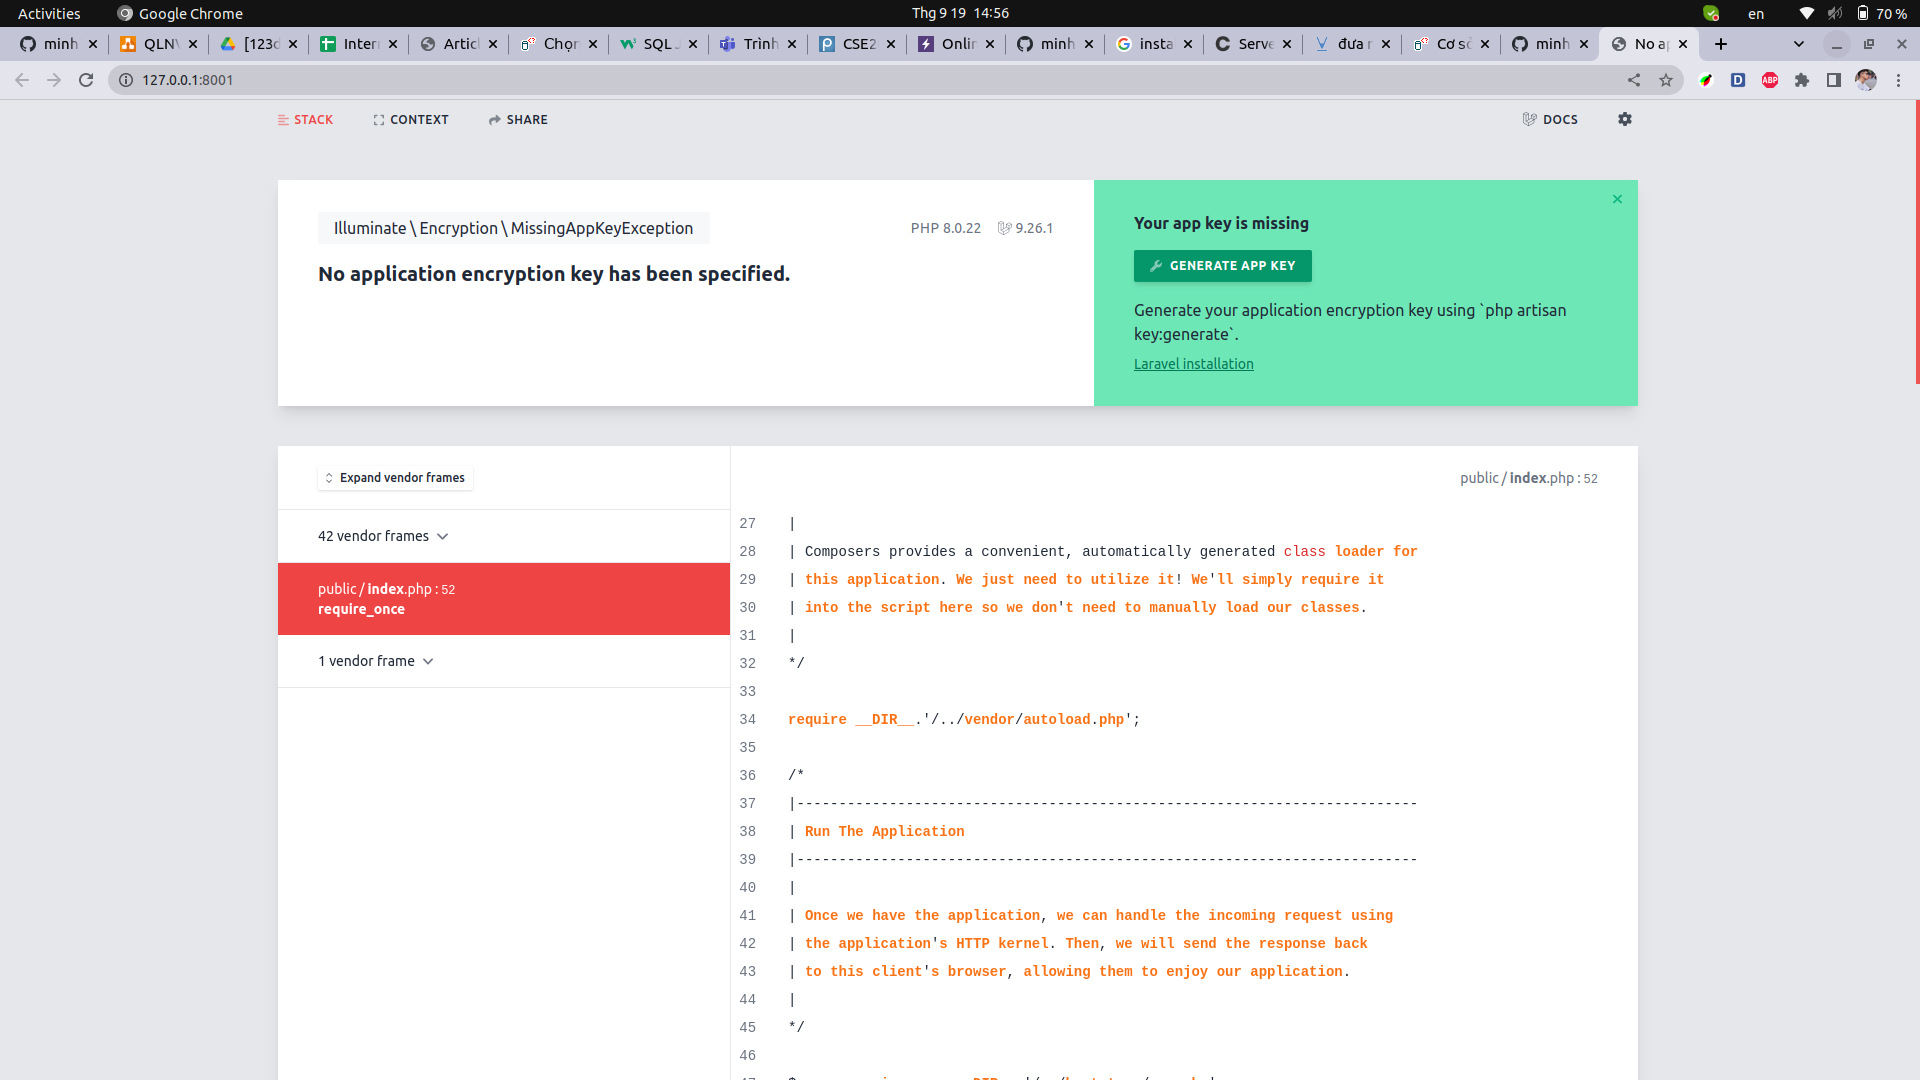 Activities
Google Chrome
Thg 9 19 14:56
en
70 %
minh
QLNV
[123d
Inter
Articl
Chọn
SQL
Trinh
CSE2
Onlin
minh
insta
Serve
đưa
Cơ sở
minh
No ap
127.0.0.1:8001
ABP
STACK
CONTEXT
SHARE
DOCS
Illuminate \ Encryption \ MissingAppKeyException
PHP 8.0.22
9.26.1
No application encryption key has been specified.
Your app key is missing
GENERATE APP KEY
Generate your application encryption key using `php artisan
key:generate`.
Laravel installation
Expand vendor frames
42 vendor frames
public / index.php : 52
require_once
1 vendor frame
public / index.php : 52
27 |
28 | Composers provides a convenient, automatically generated class loader for
29 | this application. We just need to utilize it! We'll simply require it
30 | into the script here so we don't need to manually load our classes.
31 |
32 */
33
34 require __DIR__.'/../vendor/autoload.php';
35
36 /*
37 |--------------------------------------------------------------------------
38 | Run The Application
39 |--------------------------------------------------------------------------
40 |
41 | Once we have the application, we can handle the incoming request using
42 | the application's HTTP kernel. Then, we will send the response back
43 | to this client's browser, allowing them to enjoy our application.
44 |
45 */
46